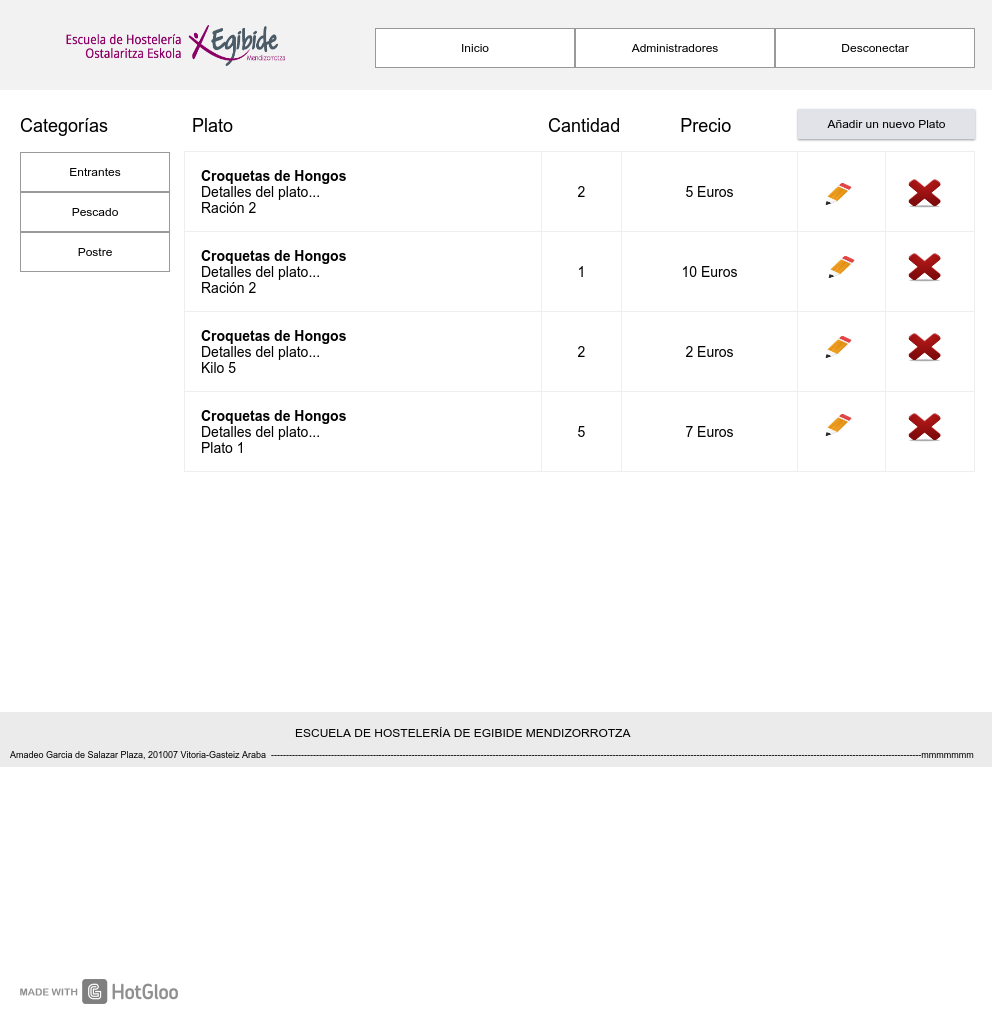 Escuela de Hostelería
Ostalaritza Eskola
Egibide
Mendizorrotza
Inicio
Administradores
Desconectar
Categorías
Plato
Cantidad
Precio
Añadir un nuevo Plato
Entrantes
Pescado
Postre
Croquetas de Hongos
Detalles del plato...
Ración 2
2
5 Euros
Croquetas de Hongos
Detalles del plato...
Ración 2
1
10 Euros
Croquetas de Hongos
Detalles del plato...
Kilo 5
2
2 Euros
Croquetas de Hongos
Detalles del plato...
Plato 1
5
7 Euros
ESCUELA DE HOSTELERÍA DE EGIBIDE MENDIZORROTZA
Amadeo Garcia de Salazar Plaza, 201007 Vitoria-Gasteiz Araba ----------------------------------------------------------------------------------------------------------------------------------------------------------------------------------------------------------------------mmmmmmm
MADE WITH HotGloo